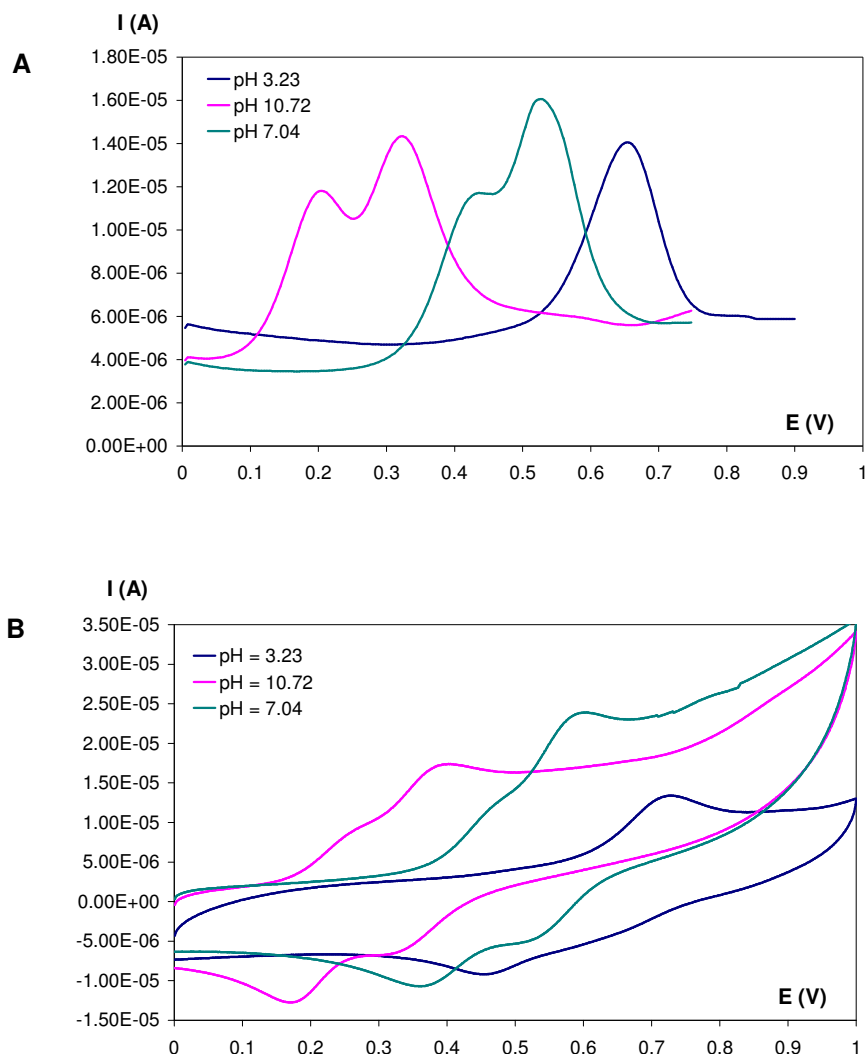 I (A)
A
1.80E-05
1.60E-05
1.40E-05
1.20E-05
1.00E-05
8.00E-06
6.00E-06
4.00E-06
2.00E-06
0.00E+00
pH 3.23
pH 10.72
pH 7.04
E (V)
0 0.1 0.2 0.3 0.4 0.5 0.6 0.7 0.8 0.9 1
I (A)
B
3.50E-05
3.00E-05
2.50E-05
2.00E-05
1.50E-05
1.00E-05
5.00E-06
0.00E+00
-5.00E-06
-1.00E-05
-1.50E-05
pH = 3.23
pH = 10.72
pH = 7.04
E (V)
0 0.1 0.2 0.3 0.4 0.5 0.6 0.7 0.8 0.9 1